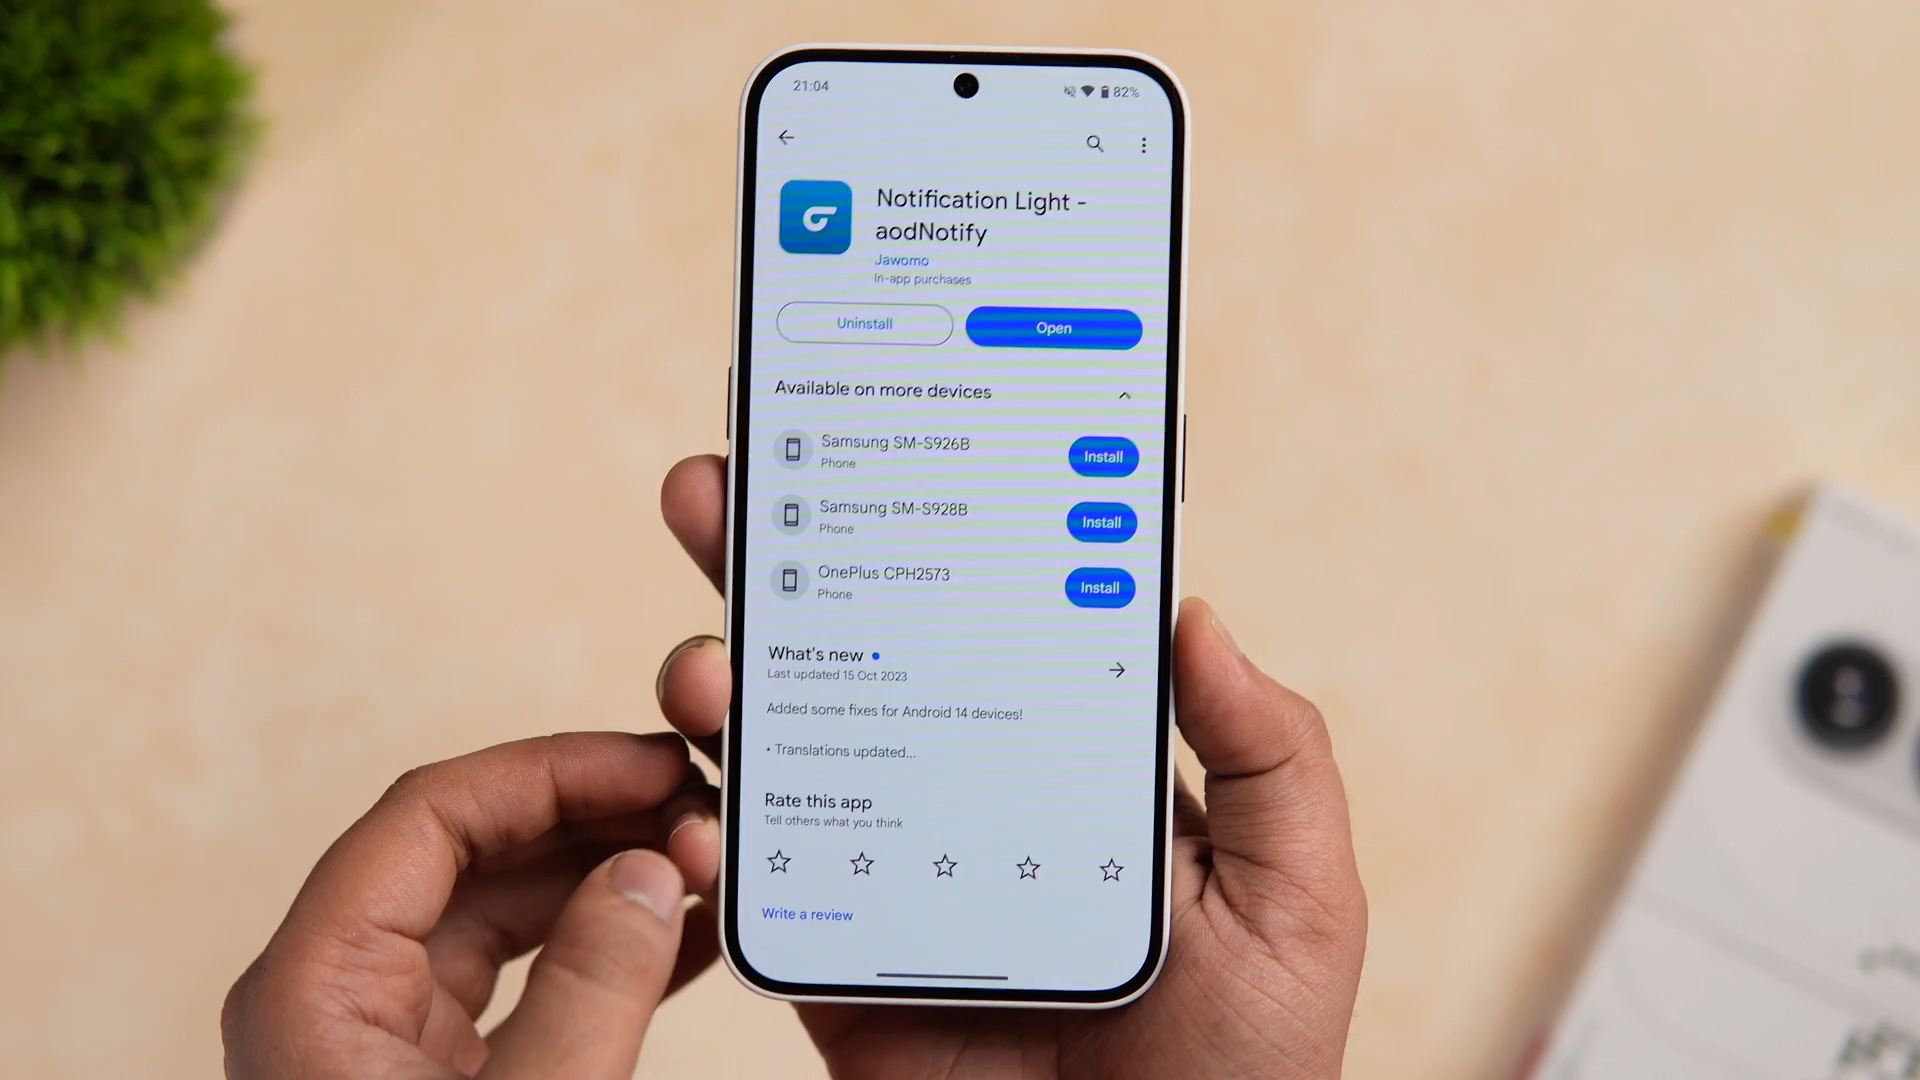 21:04
82%
Notification Light -
aodNotify
Jawomo
In-app purchases
Uninstall
Open
Available on more devices
Samsung SM-S926B
Phone
Install
Samsung SM-S928B
Phone
Install
OnePlus CPH2573
Phone
Install
What's new
Last updated 15 Oct 2023
Added some fixes for Android 14 devices!
• Translations updated...
Rate this app
Tell others what you think
Write a review